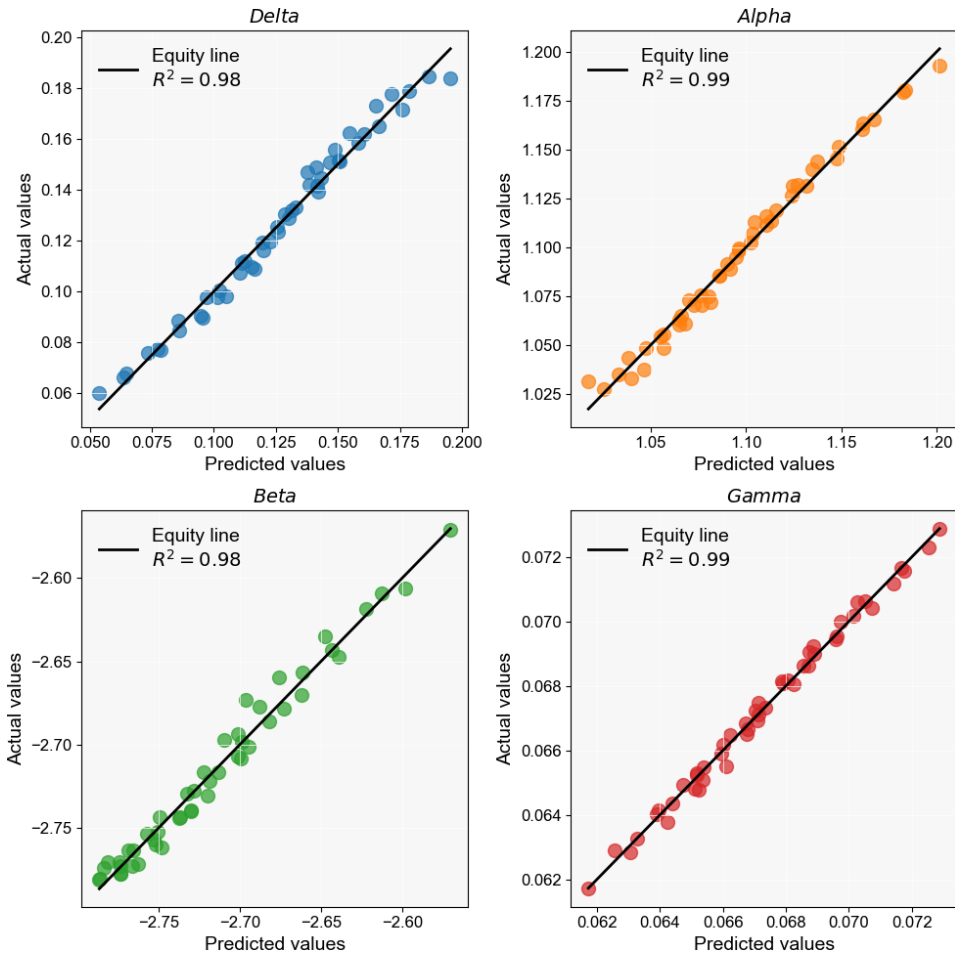 Delta
Equity line
R² = 0.98
0.20
0.18
0.16
0.14
0.12
0.10
0.08
0.06
Actual values
0.050
0.075
0.100
0.125
0.150
0.175
0.200
Predicted values
Alpha
Equity line
R² = 0.99
1.200
1.175
1.150
1.125
1.100
1.075
1.050
1.025
Actual values
1.05
1.10
1.15
1.20
Predicted values
Beta
Equity line
R² = 0.98
−2.60
−2.65
−2.70
−2.75
Actual values
−2.75
−2.70
−2.65
−2.60
Predicted values
Gamma
Equity line
R² = 0.99
0.072
0.070
0.068
0.066
0.064
0.062
Actual values
0.062
0.064
0.066
0.068
0.070
0.072
Predicted values